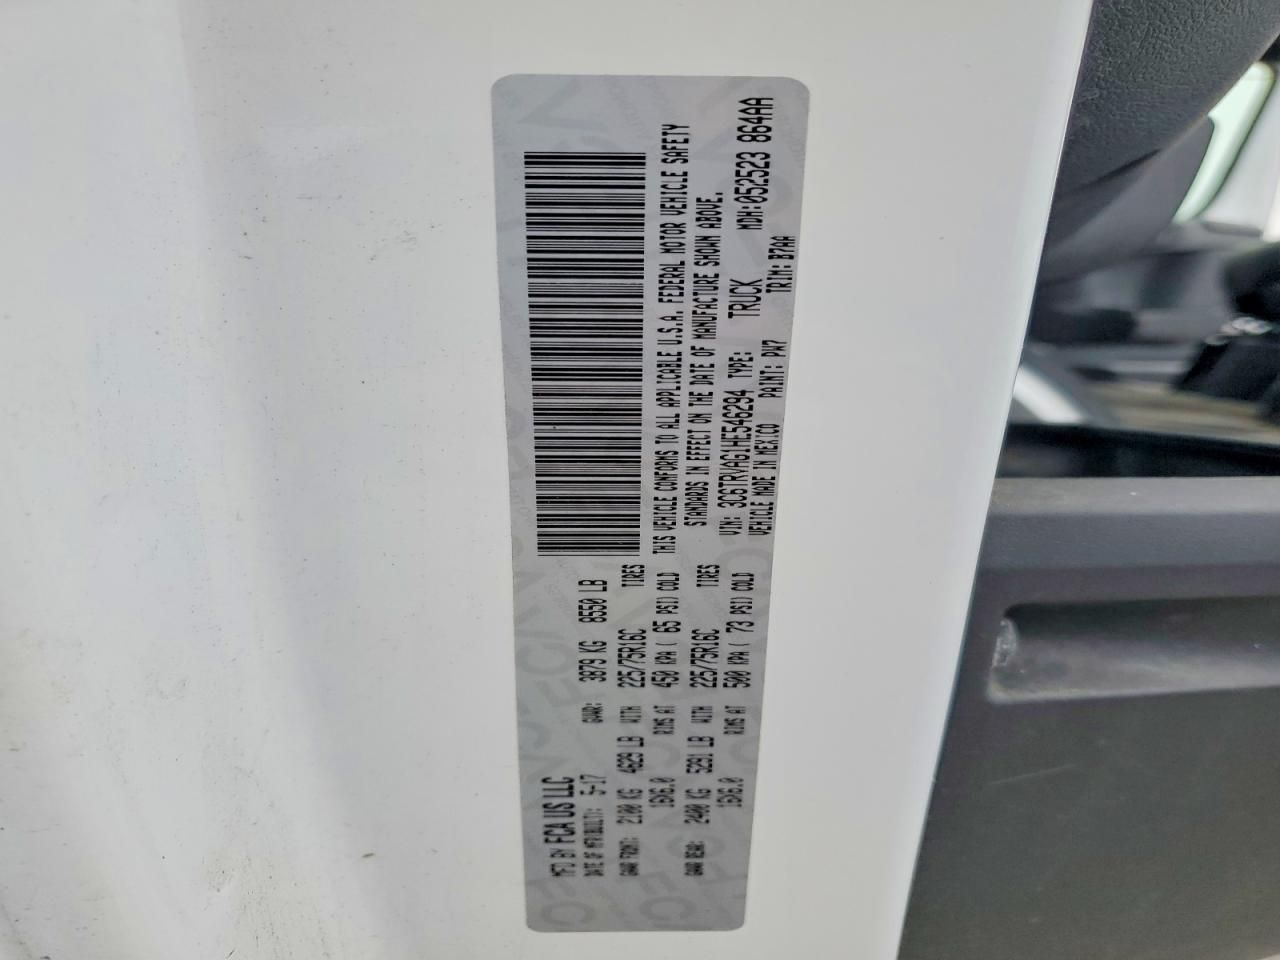 MFD BY FCA US LLC
DATE OF MFR/BUILT: 5-17 GVWR: 3879 KG 8550 LB
GAWR FRONT: 2100 KG 4629 LB WITH 225/75R16C TIRES
16X6.0 RIMS AT 450 KPA ( 65 PSI) COLD
GAWR REAR: 2400 KG 5291 LB WITH 225/75R16C TIRES
16X6.0 RIMS AT 500 KPA ( 73 PSI) COLD
THIS VEHICLE CONFORMS TO ALL APPLICABLE U.S.A. FEDERAL MOTOR VEHICLE SAFETY
STANDARDS IN EFFECT ON THE DATE OF MANUFACTURE SHOWN ABOVE.
VIN: 3C6TRVAG1HE546294 TYPE: TRUCK MDH:052523 864AA
VEHICLE MADE IN MEXICO PAINT: PW7 TRIM: B7AA